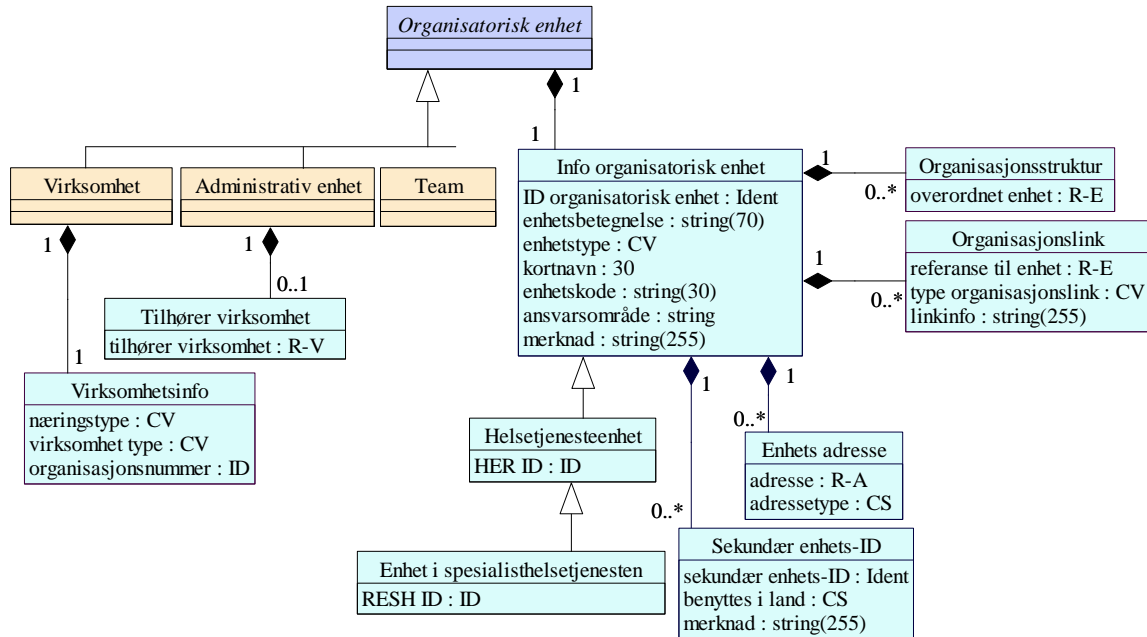 Organisatorisk enhet
1
1
Virksomhet
Administrativ enhet
Team
Info organisatorisk enhet
ID organisatorisk enhet : Ident
enhetsbetegnelse : string(70)
enhetstype : CV
kortnavn : 30
enhetskode : string(30)
ansvarsområde : string
merknad : string(255)
1
0..*
Organisasjonsstruktur
overordnet enhet : R-E
1
0..*
Organisasjonslink
referanse til enhet : R-E
type organisasjonslink : CV
linkinfo : string(255)
1
1
0..1
Tilhører virksomhet
tilhører virksomhet : R-V
1
Virksomhetsinfo
næringstype : CV
virksomhet type : CV
organisasjonsnummer : ID
1
1
0..*
Helsetjenesteenhet
HER ID : ID
Enhets adresse
adresse : R-A
adressetype : CS
0..*
Enhet i spesialisthelsetjenesten
RESH ID : ID
Sekundær enhets-ID
sekundær enhets-ID : Ident
benyttes i land : CS
merknad : string(255)